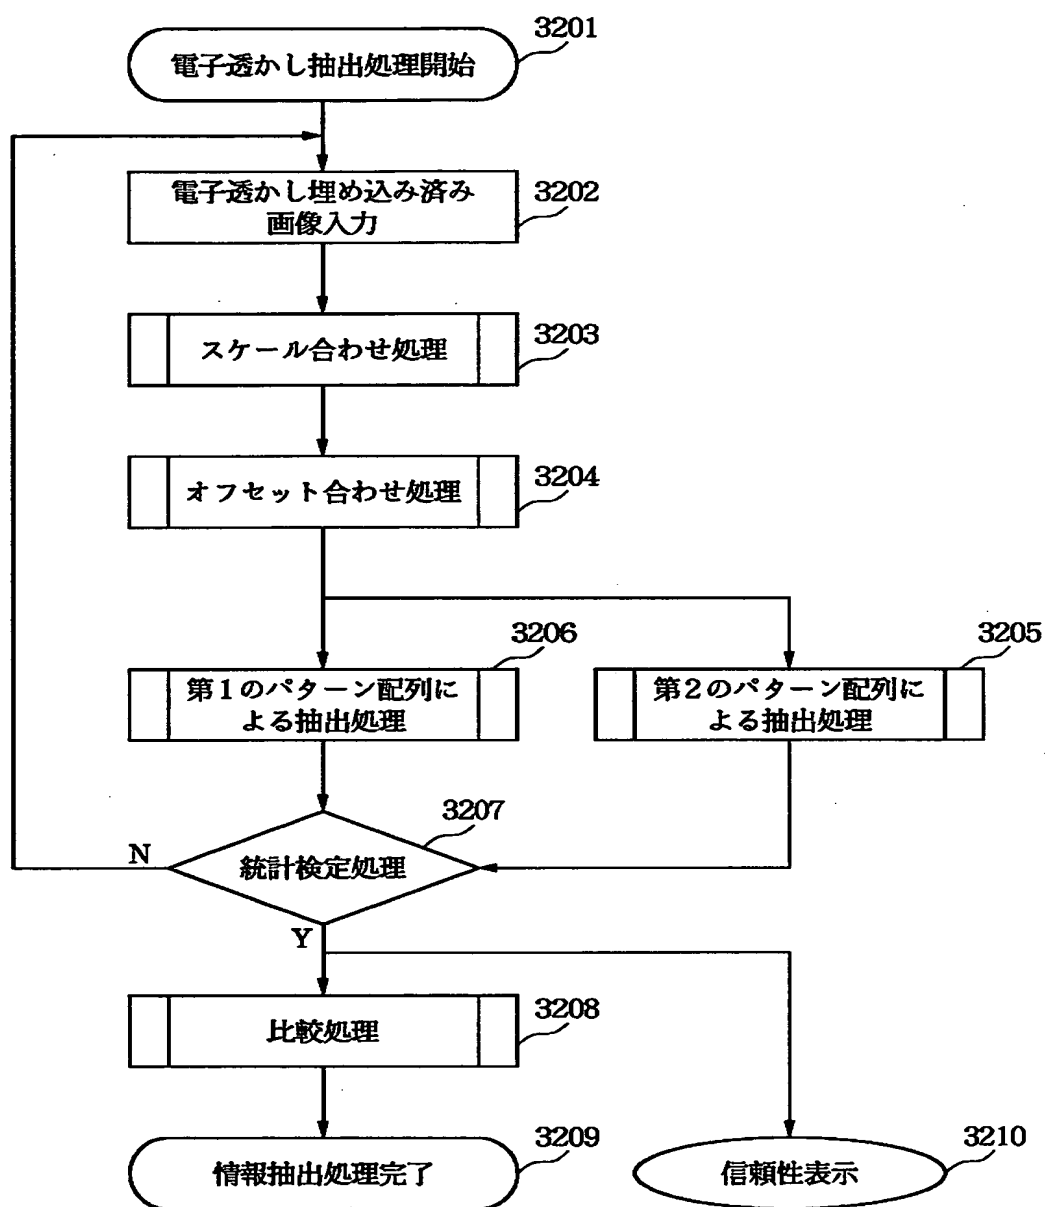 3201
電子透かし抽出処理開始
電子透かし埋め込み済み
画像入力
3202
スケール合わせ処理
3203
オフセット合わせ処理
3204
3206
第1のパターン配列に
よる抽出処理
3205
第2のパターン配列に
よる抽出処理
3207
統計検定処理
N
Y
比較処理
3208
情報抽出処理完了
3209
信頼性表示
3210